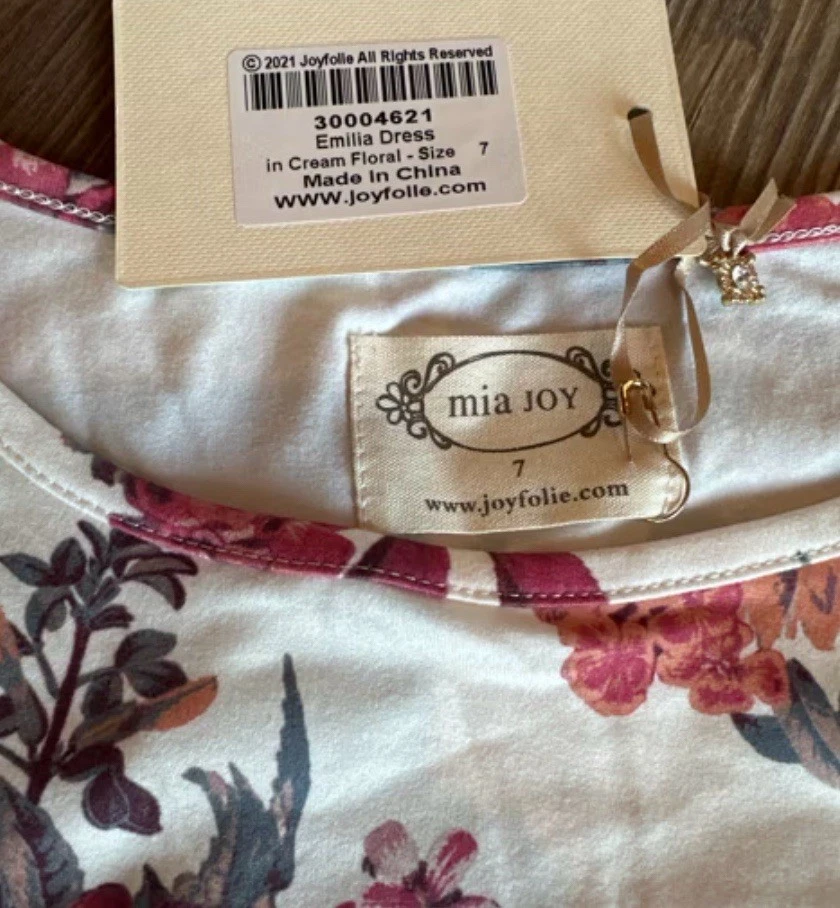 © 2021 Joyfolie All Rights Reserved
30004621
Emilia Dress
in Cream Floral - Size 7
Made In China
www.joyfolie.com
mia JOY
7
www.joyfolie.com